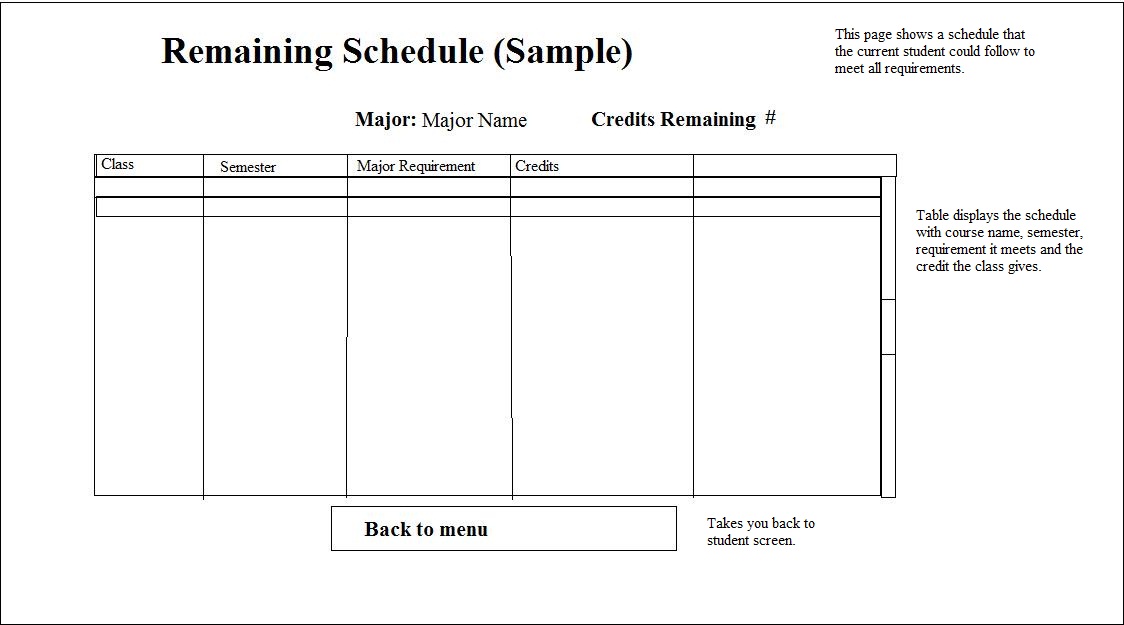 Remaining Schedule (Sample)
This page shows a schedule that
the current student could follow to
meet all requirements.
Major: Major Name
Credits Remaining #
Class
Semester
Major Requirement
Credits
Table displays the schedule
with course name, semester,
requirement it meets and the
credit the class gives.
Back to menu
Takes you back to
student screen.